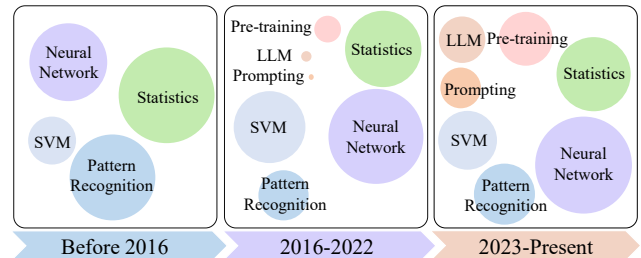 Neural
Network
Statistics
SVM
Pattern
Recognition
Before 2016
Pre-training
LLM
Prompting
Statistics
SVM
Neural
Network
Pattern
Recognition
2016-2022
LLM
Pre-training
Prompting
Statistics
SVM
Neural
Network
Pattern
Recognition
2023-Present